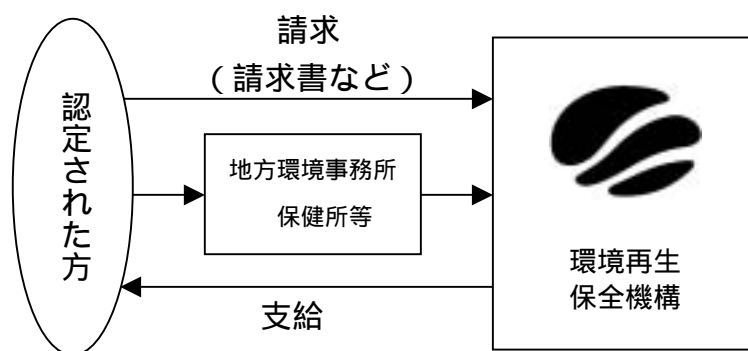 請求
（請求書など）
認定された方
地方環境事務所
保健所等
環境再生
保全機構
支給